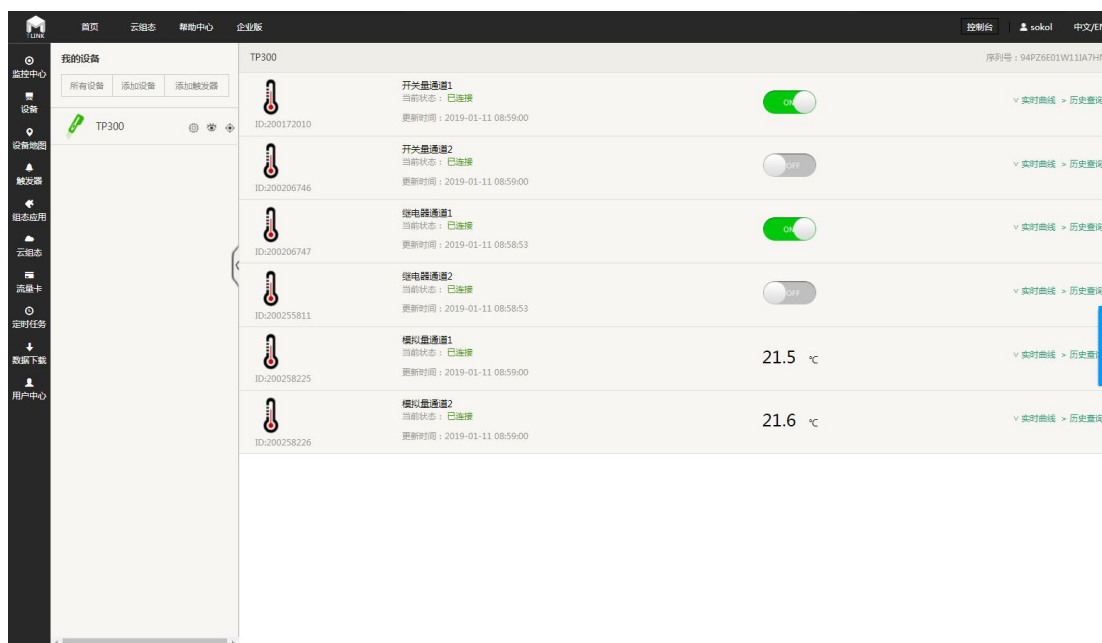 TLINK
首页 云组态 帮助中心 企业版
控制台 sokol 中文/EN
监控中心
设备
设备地图
触发器
组态应用
云组态
流量卡
定时任务
数据下载
用户中心
我的设备
所有设备 添加设备 添加触发器
TP300
TP300 序列号：94PZ6E01W11JA7H
开关量通道1
当前状态： 已连接
更新时间：2019-01-11 08:59:00
ID:200172010
ON
实时曲线 > 历史查询
开关量通道2
当前状态： 已连接
更新时间：2019-01-11 08:59:00
ID:200206746
OFF
实时曲线 > 历史查询
继电器通道1
当前状态： 已连接
更新时间：2019-01-11 08:58:53
ID:200206747
ON
实时曲线 > 历史查询
继电器通道2
当前状态： 已连接
更新时间：2019-01-11 08:58:53
ID:200255811
OFF
实时曲线 > 历史查询
模拟量通道1
当前状态： 已连接
更新时间：2019-01-11 08:59:00
ID:200258225
21.5 ℃
实时曲线 > 历史查
模拟量通道2
当前状态： 已连接
更新时间：2019-01-11 08:59:00
ID:200258226
21.6 ℃
实时曲线 > 历史查询